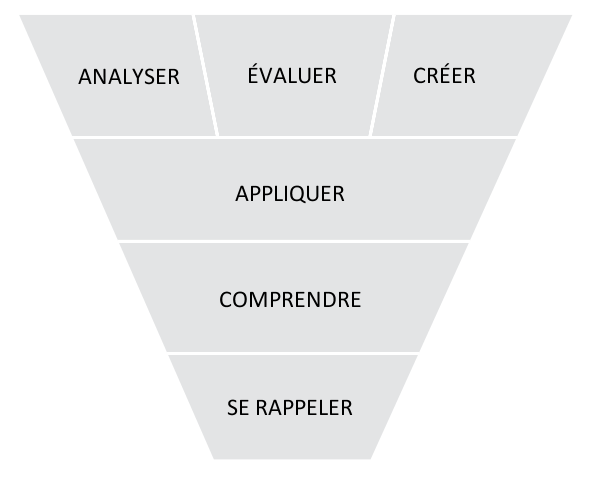 ANALYSER
ÉVALUER
CRÉER
APPLIQUER
COMPRENDRE
SE RAPPELER